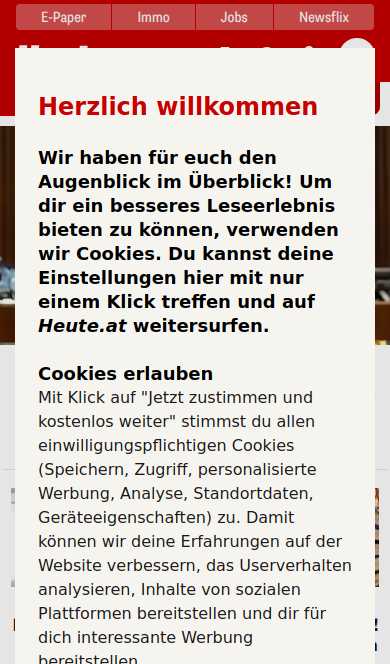 E-Paper Immo Jobs Newsflix
Herzlich willkommen
Wir haben für euch den
Augenblick im Überblick! Um
dir ein besseres Leseerlebnis
bieten zu können, verwenden
wir Cookies. Du kannst deine
Einstellungen hier mit nur
einem Klick treffen und auf
Heute.at weitersurfen.
Cookies erlauben
Mit Klick auf "Jetzt zustimmen und
kostenlos weiter" stimmst du allen
einwilligungspflichtigen Cookies
(Speichern, Zugriff, personalisierte
Werbung, Analyse, Standortdaten,
Geräteeigenschaften) zu. Damit
können wir deine Erfahrungen auf der
Website verbessern, das Userverhalten
analysieren, Inhalte von sozialen
Plattformen bereitstellen und dir für
dich interessante Werbung
bereitstellen